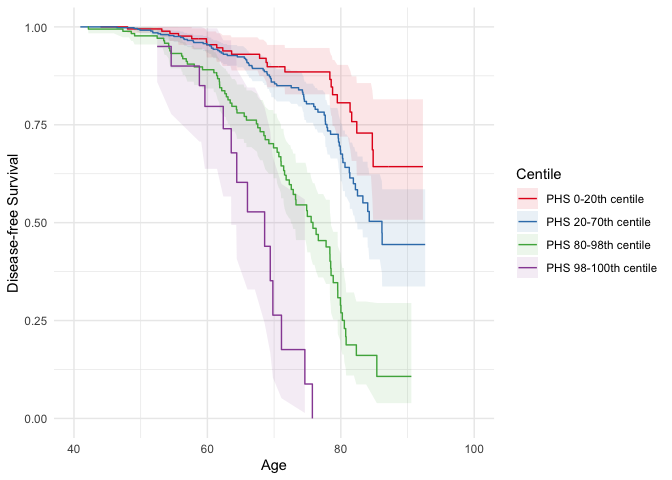 1.00
0.75
0.50
0.25
0.00
Disease-free Survival
40
60
80
100
Age
Centile
PHS 0-20th centile
PHS 20-70th centile
PHS 80-98th centile
PHS 98-100th centile